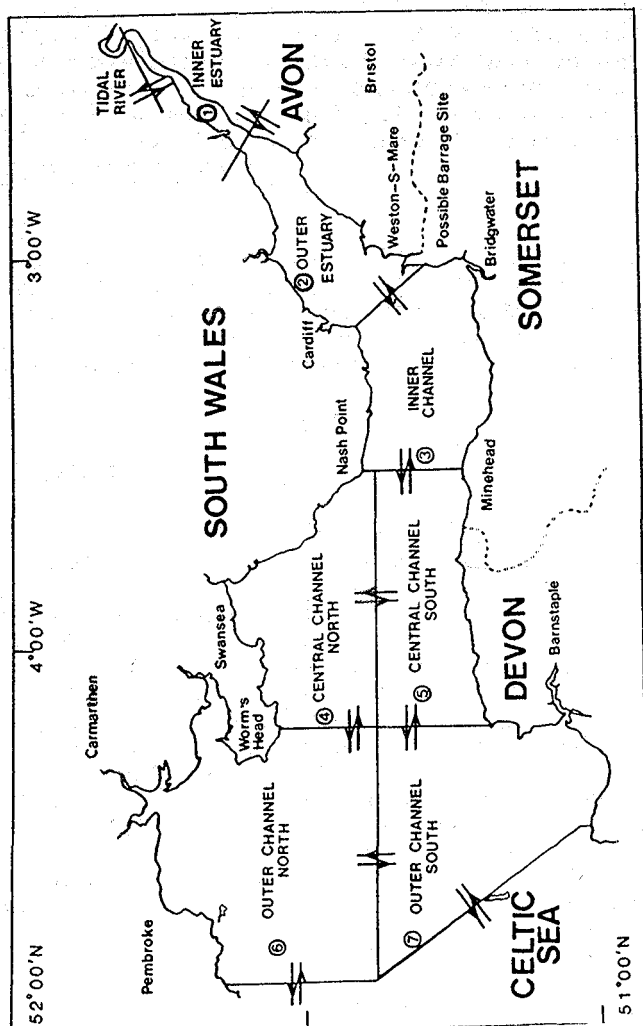 3°00'W
4°00'W
52°00'N
51°00'N
TIDAL
RIVER
INNER
ESTUARY
①
AVON
Bristol
② OUTER
ESTUARY
Cardiff
Weston-S-Mare
Possible Barrage Site
Bridgwater
SOMERSET
SOUTH WALES
Nash Point
INNER
CHANNEL
③
Minehead
Swansea
Worm's
Head
④ CENTRAL CHANNEL
NORTH
⑤ CENTRAL CHANNEL
SOUTH
DEVON
Barnstaple
Carmarthen
Pembroke
⑥ OUTER CHANNEL
NORTH
⑦ OUTER CHANNEL
SOUTH
CELTIC
SEA